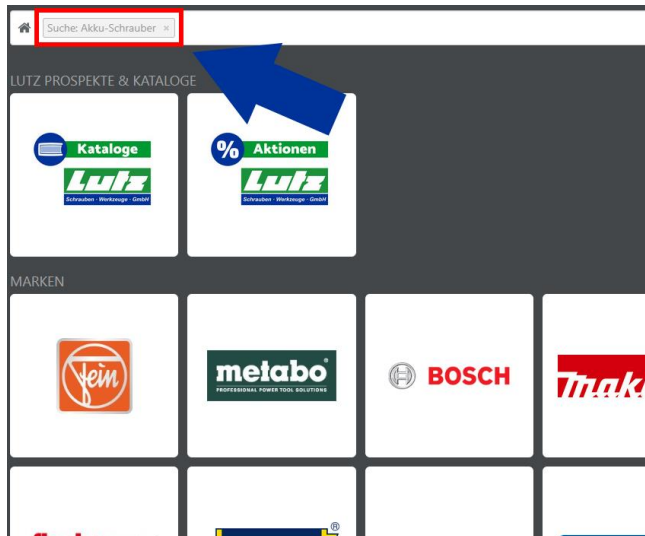 Suche: Akku-Schrauber ×
LUTZ PROSPEKTE & KATALOGE
Kataloge
Lutz
Schrauben · Werkzeuge · GmbH
% Aktionen
Lutz
Schrauben · Werkzeuge · GmbH
MARKEN
fein
metabo®
PROFESSIONAL POWER TOOL SOLUTIONS
BOSCH
mak
®